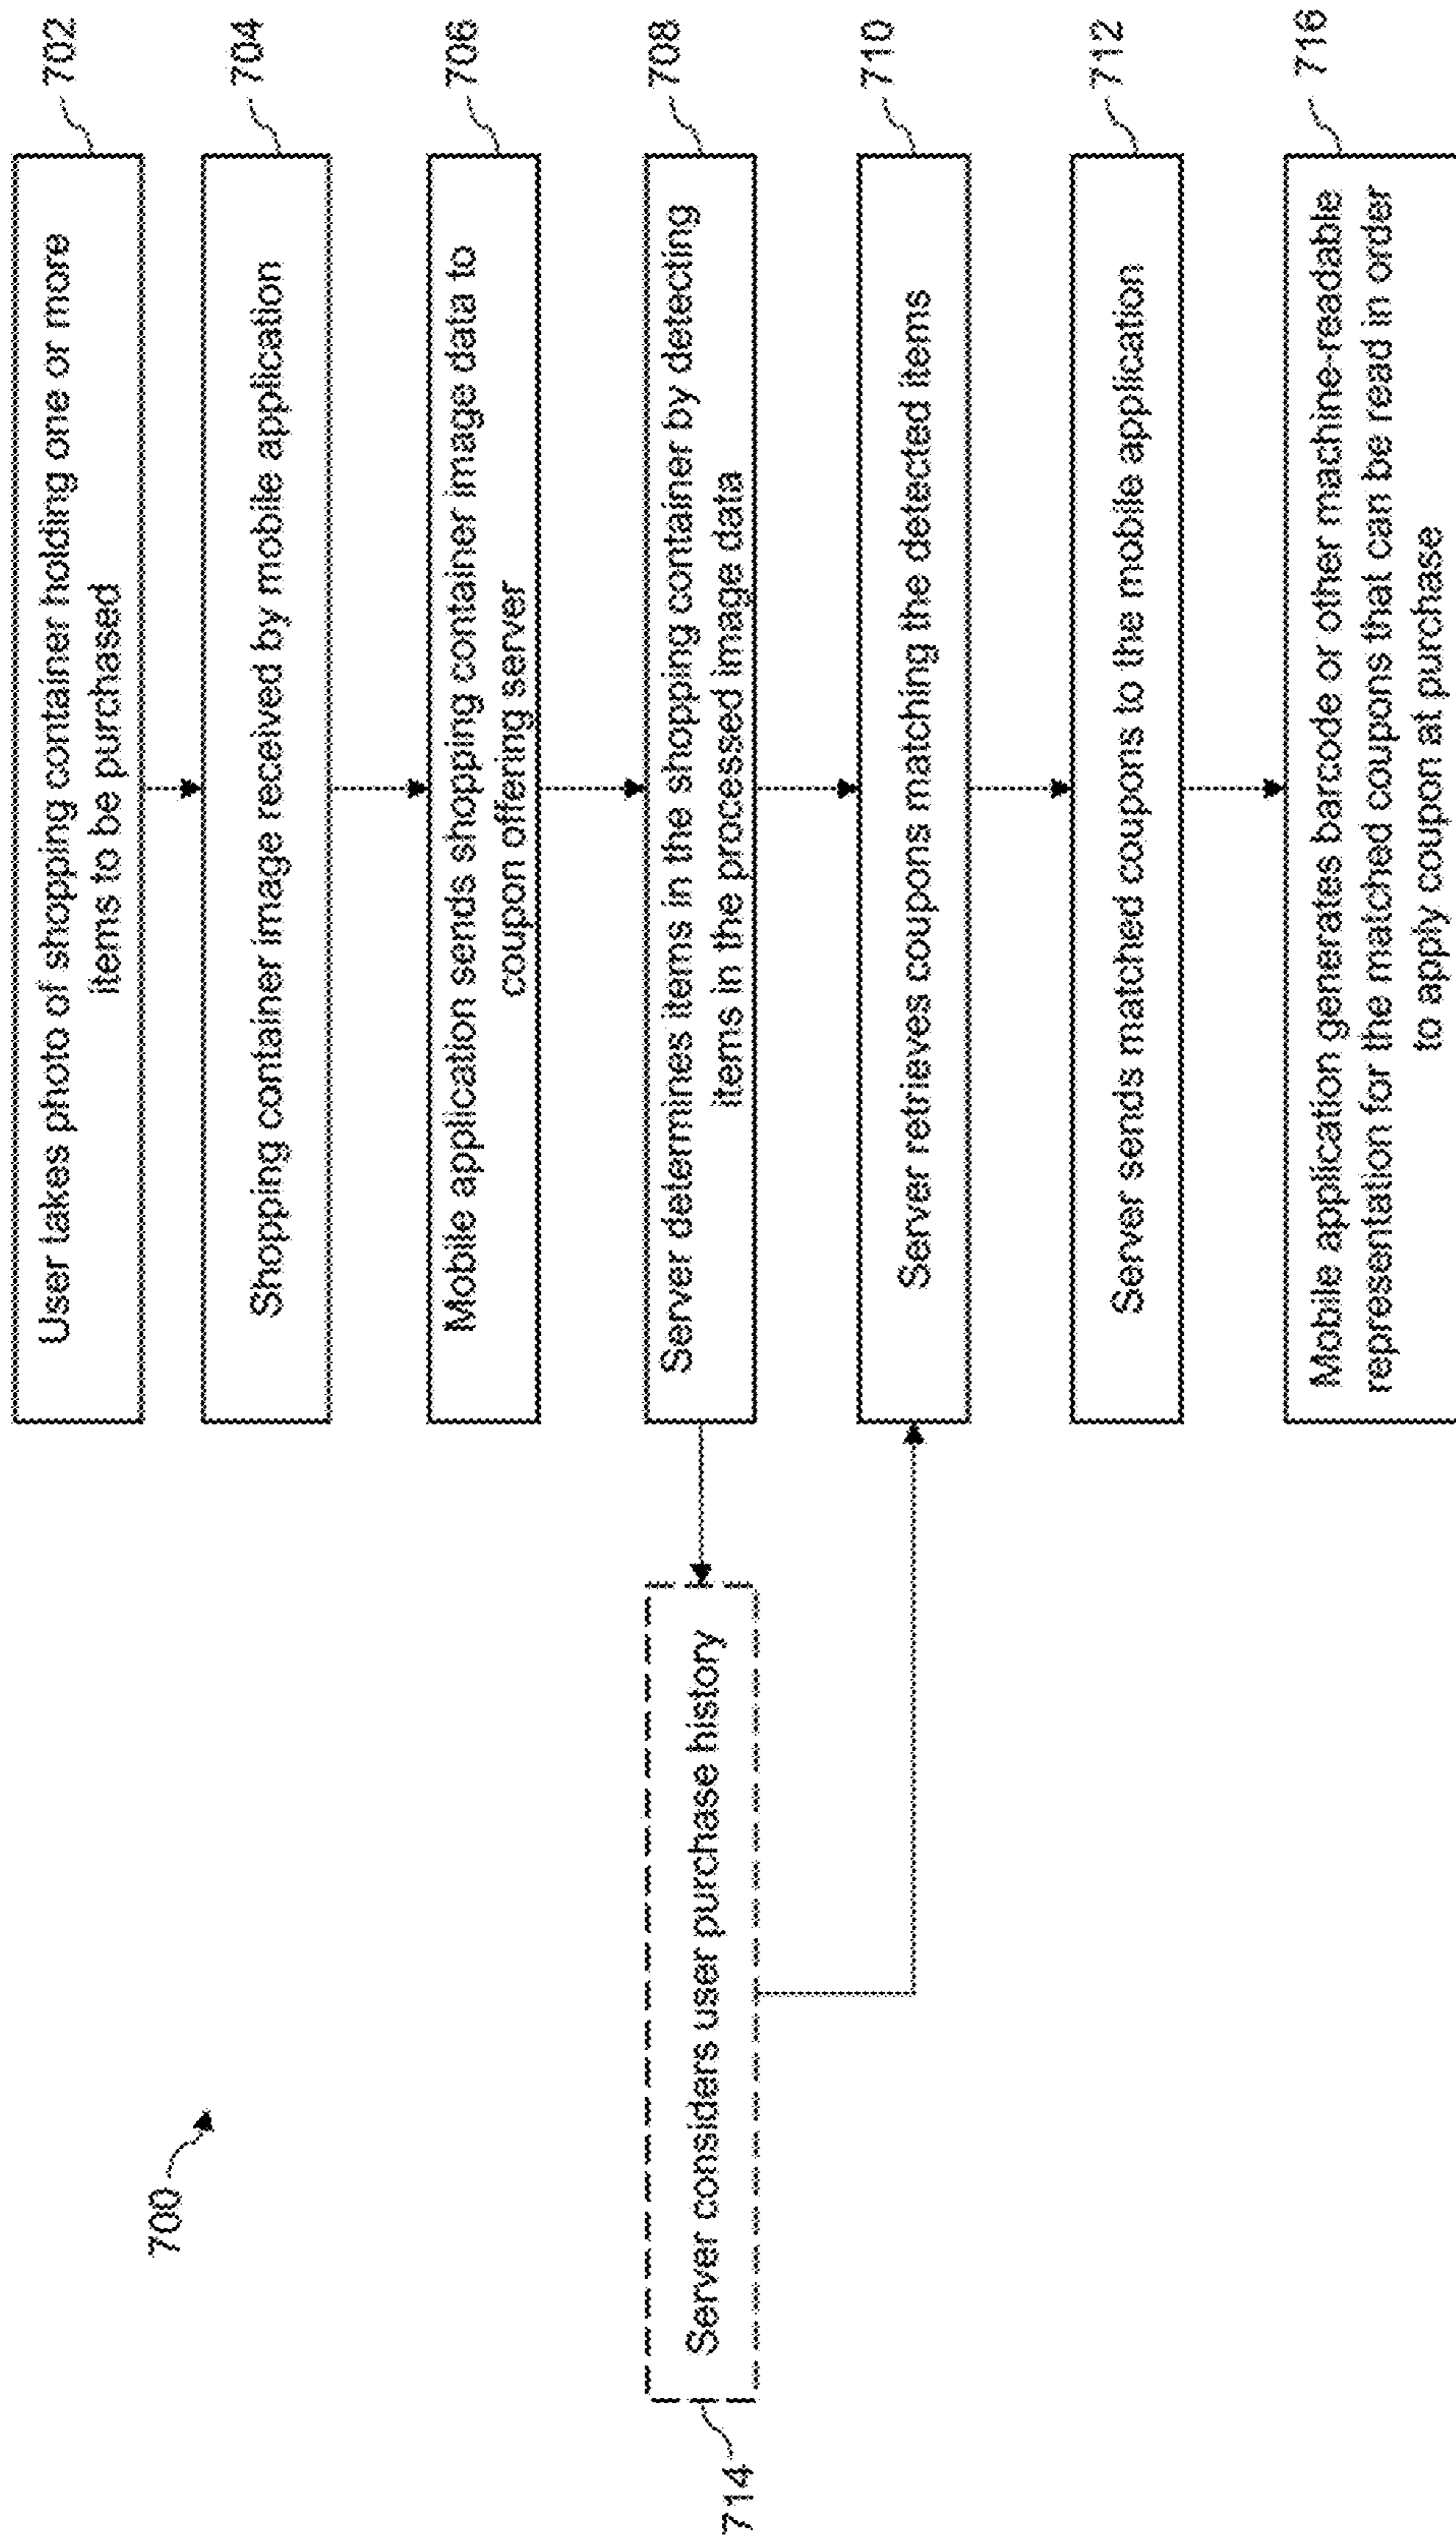 700
User takes photo of shopping container holding one or more
items to be purchased
702
Shopping container image received by mobile application
704
Mobile application sends shopping container image data to
coupon offering server
706
Server determines items in the shopping container by detecting
items in the processed image data
708
Server considers user purchase history
714
Server retrieves coupons matching the detected items
710
Server sends matched coupons to the mobile application
712
Mobile application generates barcode or other machine-readable
representation for the matched coupons that can be read in order
to apply coupon at purchase
716